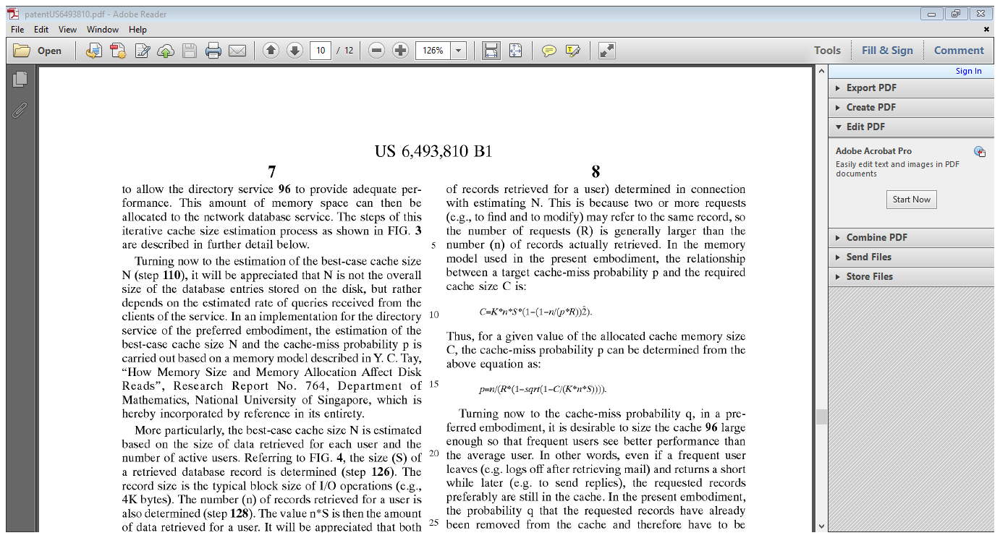 patentUS6493810.pdf - Adobe Reader
File Edit View Window Help
Open 10 / 12 126% Tools Fill & Sign Comment
Sign In
Export PDF
Create PDF
Edit PDF
Adobe Acrobat Pro
Easily edit text and images in PDF
documents
Start Now
Combine PDF
Send Files
Store Files
US 6,493,810 B1
7
to allow the directory service 96 to provide adequate per-
formance. This amount of memory space can then be
allocated to the network database service. The steps of this
iterative cache size estimation process as shown in FIG. 3
are described in further detail below.
Turning now to the estimation of the best-case cache size
N (step 110), it will be appreciated that N is not the overall
size of the database entries stored on the disk, but rather
depends on the estimated rate of queries received from the
clients of the service. In an implementation for the directory
service of the preferred embodiment, the estimation of the
best-case cache size N and the cache-miss probability p is
carried out based on a memory model described in Y. C. Tay,
“How Memory Size and Memory Allocation Affect Disk
Reads”, Research Report No. 764, Department of
Mathematics, National University of Singapore, which is
hereby incorporated by reference in its entirety.
More particularly, the best-case cache size N is estimated
based on the size of data retrieved for each user and the
number of active users. Referring to FIG. 4, the size (S) of
a retrieved database record is determined (step 126). The
record size is the typical block size of I/O operations (e.g.,
4K bytes). The number (n) of records retrieved for a user is
also determined (step 128). The value n*S is then the amount
of data retrieved for a user. It will be appreciated that both
5
10
15
20
25
8
of records retrieved for a user) determined in connection
with estimating N. This is because two or more requests
(e.g., to find and to modify) may refer to the same record, so
the number of requests (R) is generally larger than the
number (n) of records actually retrieved. In the memory
model used in the present embodiment, the relationship
between a target cache-miss probability p and the required
cache size C is:
C=K*n*S*(1−(1−n/(p*R))2̂).
Thus, for a given value of the allocated cache memory size
C, the cache-miss probability p can be determined from the
above equation as:
p=n/(R*(1−sqrt(1−C/(K*n*S)))).
Turning now to the cache-miss probability q, in a pre-
ferred embodiment, it is desirable to size the cache 96 large
enough so that frequent users see better performance than
the average user. In other words, even if a frequent user
leaves (e.g. logs off after retrieving mail) and returns a short
while later (e.g. to send replies), the requested records
preferably are still in the cache. In the present embodiment,
the probability q that the requested records have already
been removed from the cache and therefore have to be